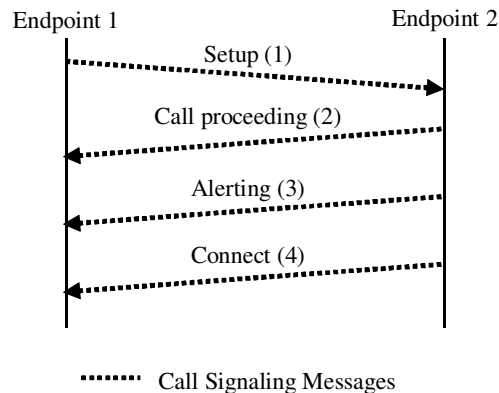 Endpoint 1
Endpoint 2
Setup (1)
Call proceeding (2)
Alerting (3)
Connect (4)
Call Signaling Messages